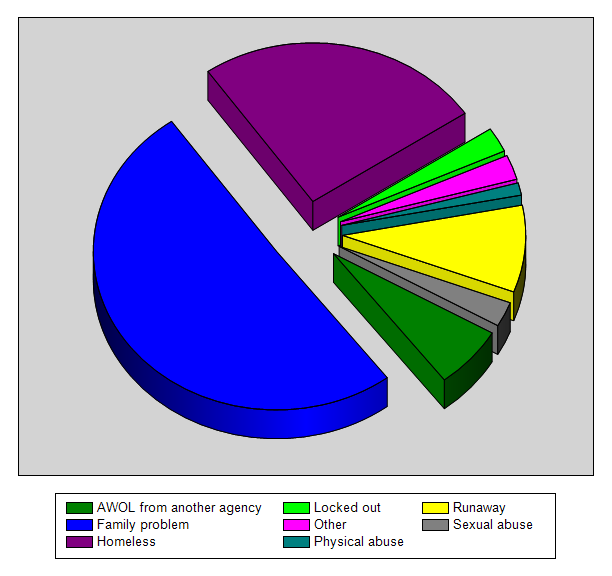 AWOL from another agency
Family problem
Homeless
Locked out
Other
Physical abuse
Runaway
Sexual abuse